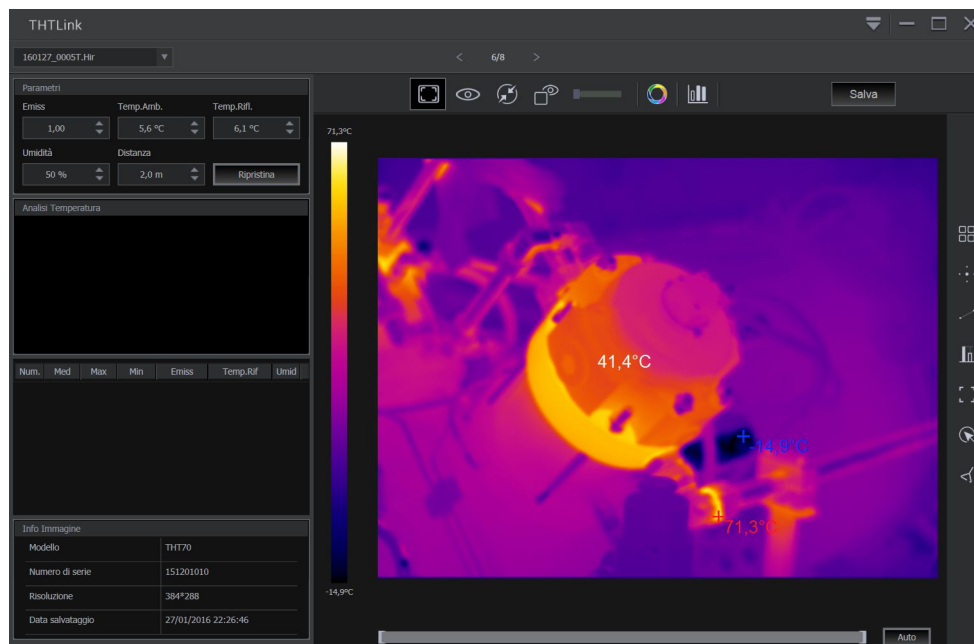 THTLink
160127_0005T.Hir
6/8
Parametri
Emiss Temp.Amb. Temp.Rifl.
1,00 5,6 °C 6,1 °C
Umidità Distanza
50 % 2,0 m Ripristina
Salva
Analisi Temperatura
71,3°C
41,4°C
-14,9°C
71,3°C
-14,9°C
Num. Med Max Min Emiss Temp.Rif Umid
Info Immagine
Modello THT70
Numero di serie 151201010
Risoluzione 384*288
Data salvataggio 27/01/2016 22:26:46
Auto